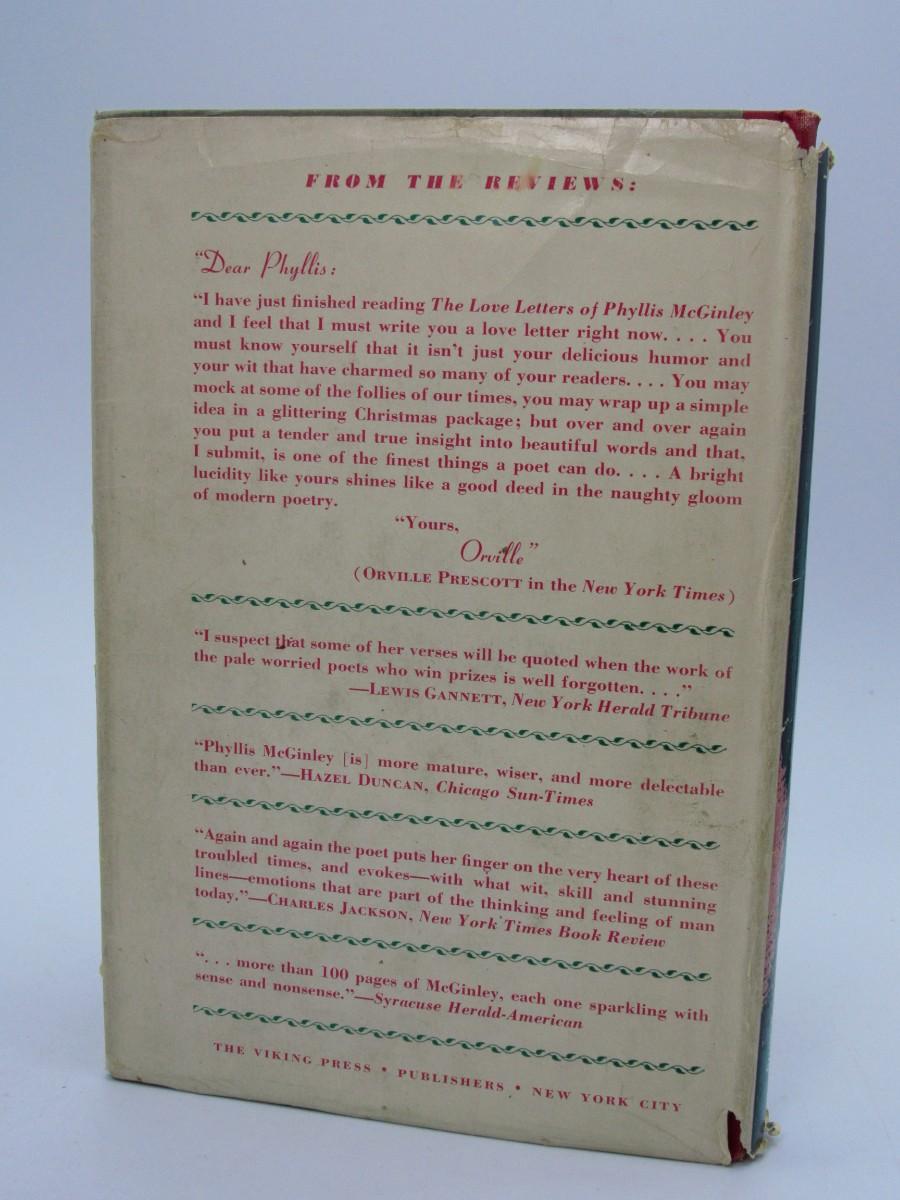 FROM THE REVIEWS:
“Dear Phyllis:
“I have just finished reading The Love Letters of Phyllis McGinley
and I feel that I must write you a love letter right now. . . . You
must know yourself that it isn’t just your delicious humor and
your wit that have charmed so many of your readers. . . . You may
mock at some of the follies of our times, you may wrap up a simple
idea in a glittering Christmas package; but over and over again
you put a tender and true insight into beautiful words and that,
I submit, is one of the finest things a poet can do. . . . A bright
lucidity like yours shines like a good deed in the naughty gloom
of modern poetry.
“Yours,
Orville”
(ORVILLE PRESCOTT in the New York Times)
“I suspect that some of her verses will be quoted when the work of
the pale worried poets who win prizes is well forgotten. . . .”
—LEWIS GANNETT, New York Herald Tribune
“Phyllis McGinley [is] more mature, wiser, and more delectable
than ever.”—HAZEL DUNCAN, Chicago Sun-Times
“Again and again the poet puts her finger on the very heart of these
troubled times, and evokes—with what wit, skill and stunning
lines—emotions that are part of the thinking and feeling of man
today.”—CHARLES JACKSON, New York Times Book Review
“. . . more than 100 pages of McGinley, each one sparkling with
sense and nonsense.”—Syracuse Herald-American
THE VIKING PRESS • PUBLISHERS • NEW YORK CITY